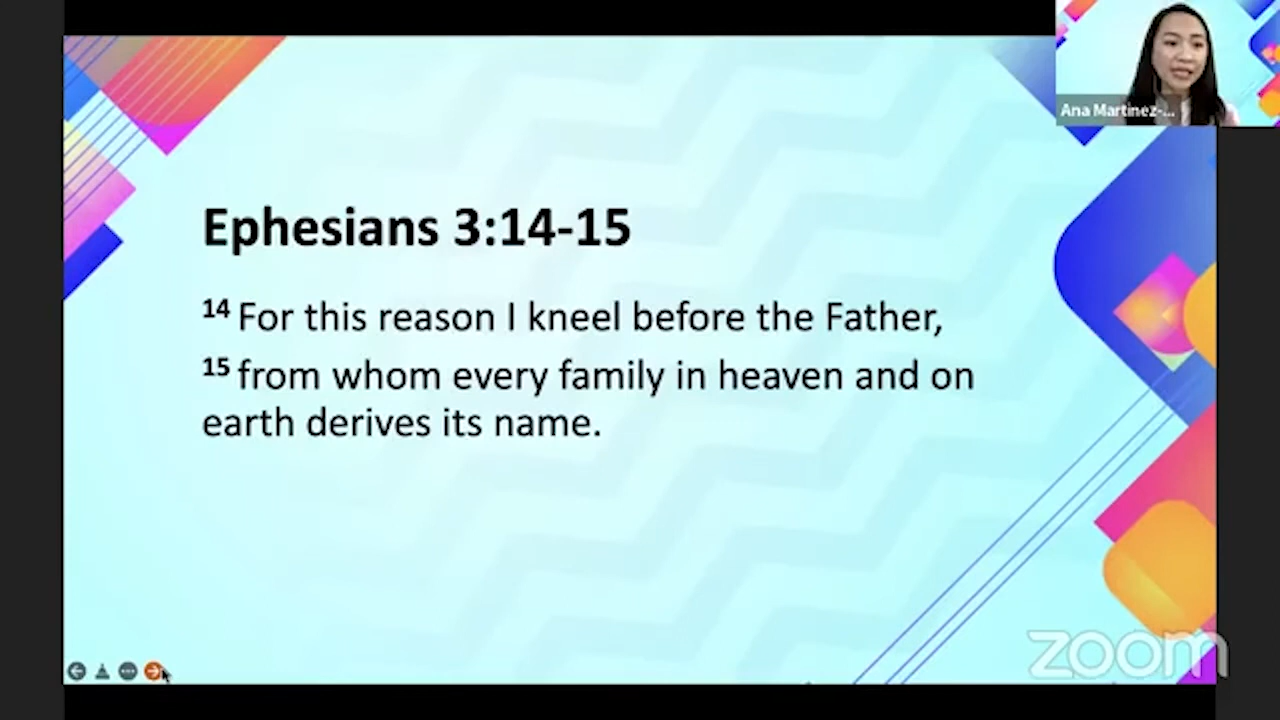 Ana Martinez-...
Ephesians 3:14-15
14 For this reason I kneel before the Father,
15 from whom every family in heaven and on
earth derives its name.
zoom